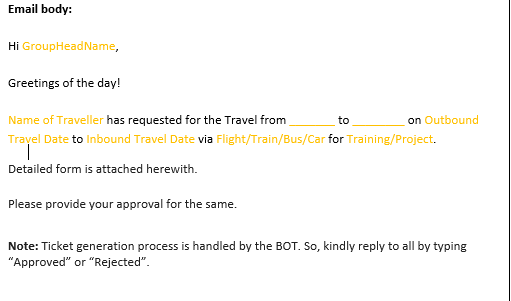 Email body:
Hi GroupHeadName,
Greetings of the day!
Name of Traveller has requested for the Travel from ________ to _________ on Outbound
Travel Date to Inbound Travel Date via Flight/Train/Bus/Car for Training/Project.
Detailed form is attached herewith.
Please provide your approval for the same.
Note: Ticket generation process is handled by the BOT. So, kindly reply to all by typing
“Approved” or “Rejected”.